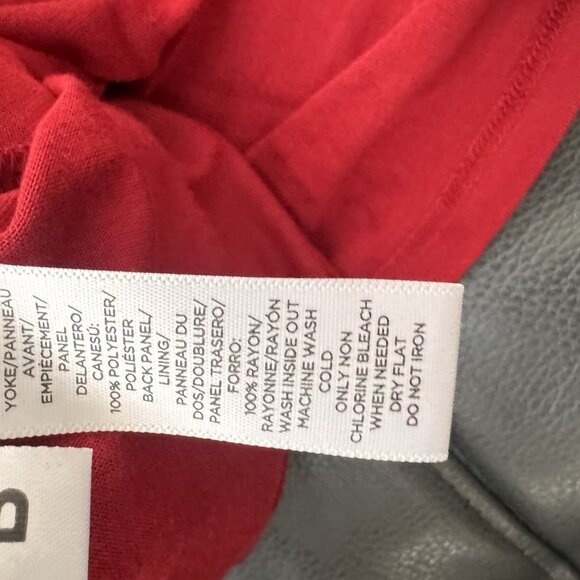 YOKE/PANNEAU
AVANT/
EMPIÈCEMENT/
PANEL
DELANTERO/
CANESÚ:
100% POLYESTER/
POLIÉSTER
BACK PANEL/
LINING/
PANNEAU DU
DOS/DOUBLURE/
PANEL TRASERO/
FORRO:
100% RAYON/
RAYONNE/RAYÓN
WASH INSIDE OUT
MACHINE WASH
COLD
ONLY NON
CHLORINE BLEACH
WHEN NEEDED
DRY FLAT
DO NOT IRON